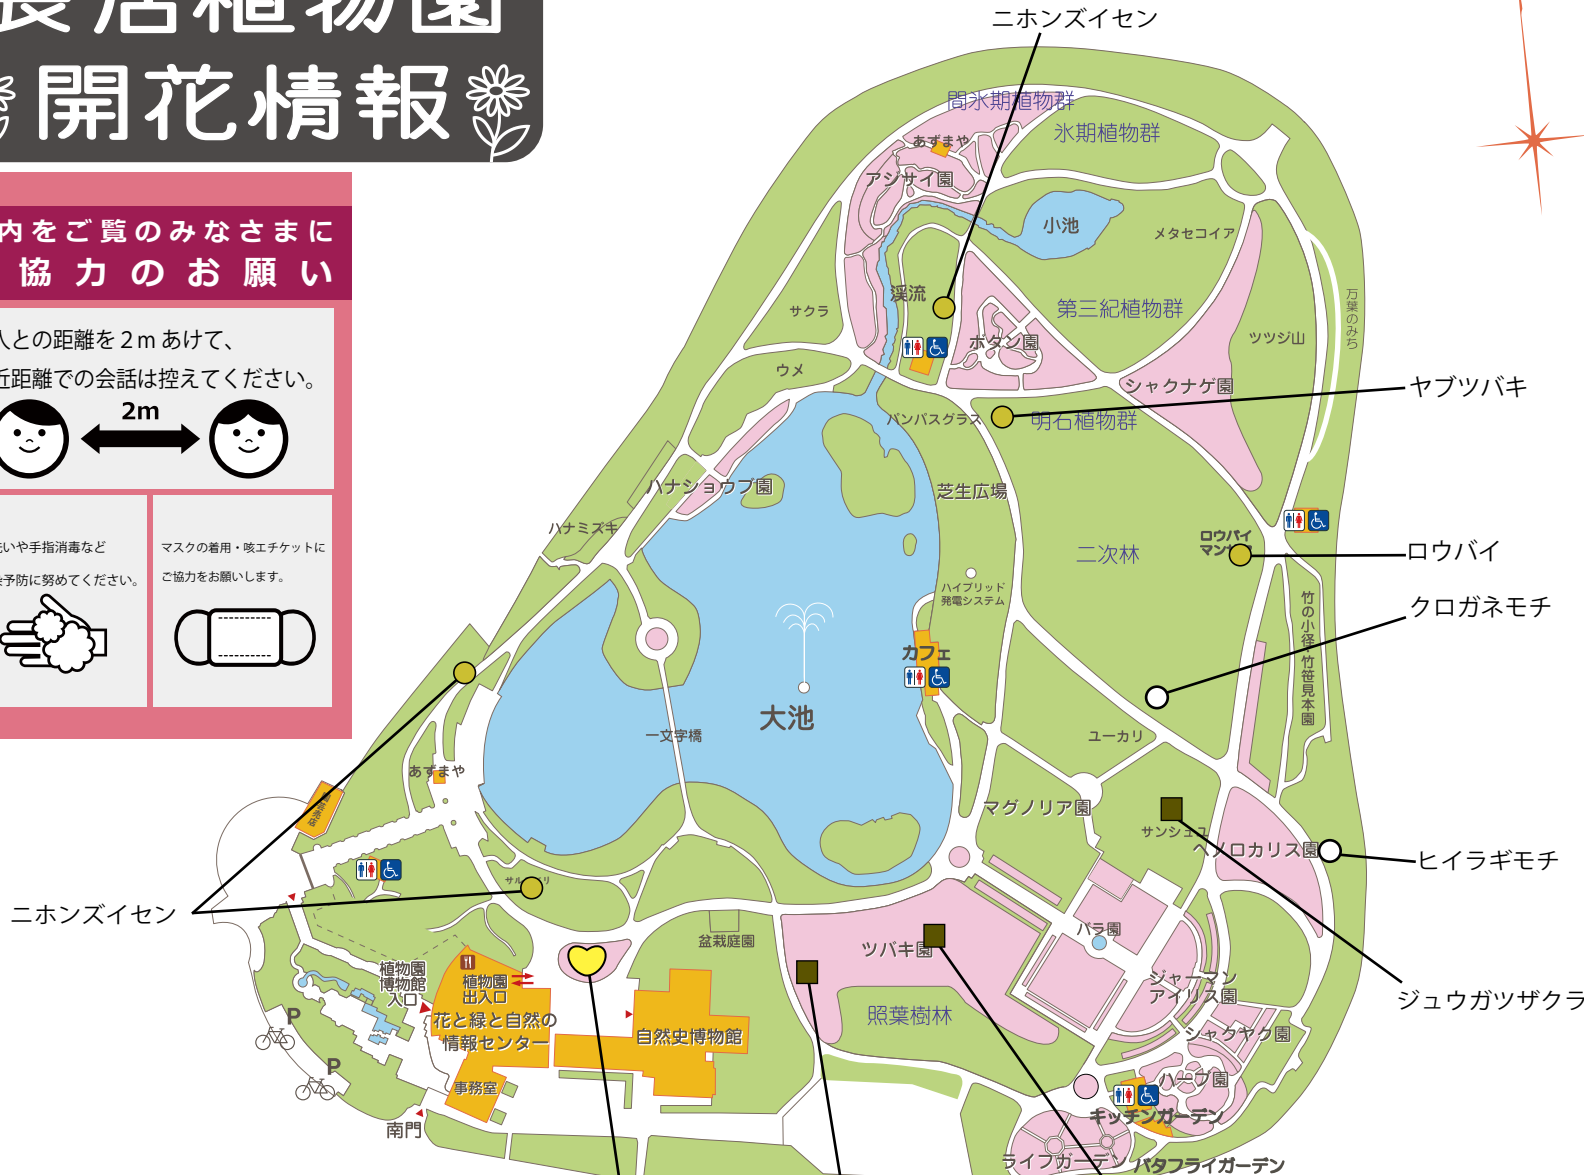 長居植物園
開花情報
内をご覧のみなさまに
協力のお願い
人との距離を2mあけて、
近距離での会話は控えてください。
2m
洗いや手指消毒など
染予防に努めてください。
マスクの着用・咳エチケットに
ご協力をお願いします。
ニホンズイセン
間氷期植物群
氷期植物群
あずまや
アジサイ園
小池
メタセコイア
渓流
サクラ
第三紀植物群
万葉のみち
ツツジ山
ボタン園
ウメ
シャクナゲ園
ヤブツバキ
パンパスグラス
明石植物群
ハナショウブ園
芝生広場
ハナミズキ
ロウバイ
二次林
ロウバイ
ハイブリッド
発電システム
竹の小径・竹笹見本園
クロガネモチ
カフェ
大池
一文字橋
ユーカリ
あずまや
マグノリア園
サンシュユ
ヘメロカリス園
ヒイラギモチ
ニホンズイセン
盆栽庭園
ツバキ園
バラ園
植物園
博物館
入口
植物園
出入口
ジャーマン
アイリス園
ジュウガツザクラ
花と緑と自然の
情報センター
自然史博物館
照葉樹林
シャクヤク園
P
P
事務室
ハーブ園
キッチンガーデン
南門
ライフガーデン
バタフライガーデン